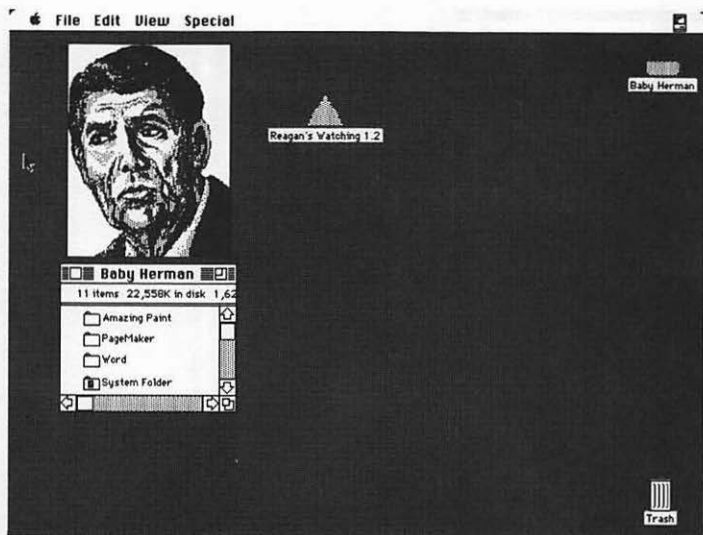 File Edit View Special
Baby Herman
Reagan's Watching 1.2
Baby Herman
11 items 22,558K in disk 1,62
Amazing Paint
PageMaker
Word
System Folder
Trash